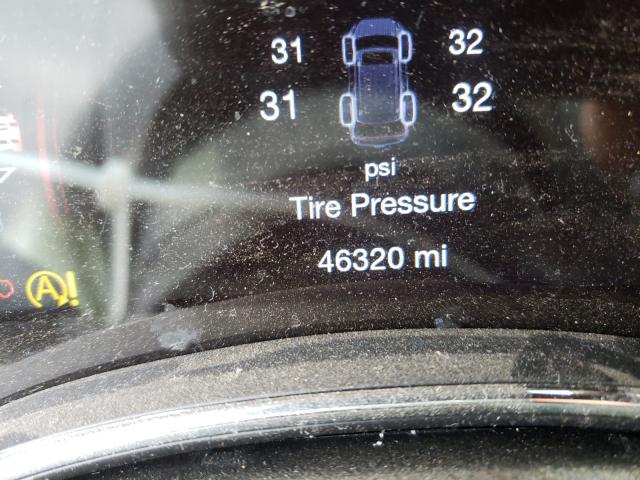 31 32
31 32
psi
Tire Pressure
46320 mi
A!